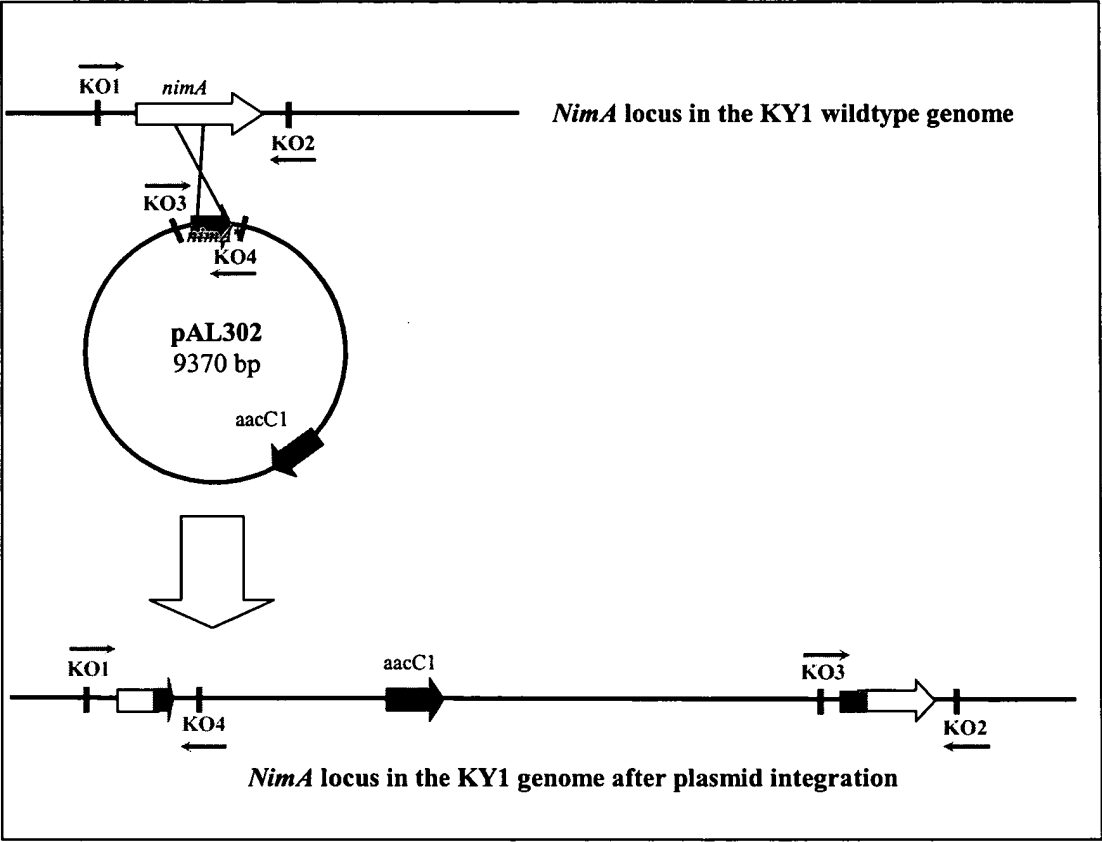 KO1
nimA
NimA locus in the KY1 wildtype genome
KO2
KO3
nimA'
KO4
pAL302
9370 bp
aacC1
KO1
aacC1
KO3
KO4
KO2
NimA locus in the KY1 genome after plasmid integration